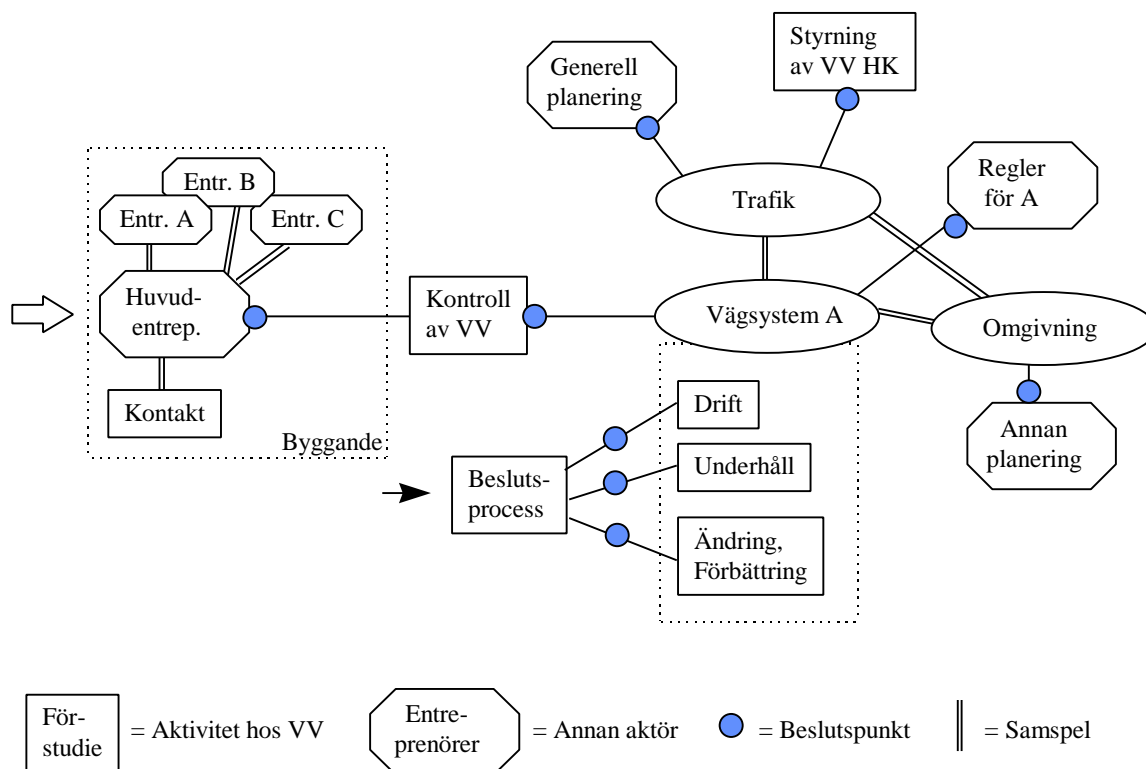 Generell
planering
Styrning
av VV HK
Regler
för A
Trafik
Entr. B
Entr. A
Entr. C
Huvud-
entrep.
Kontakt
Byggande
Kontroll
av VV
Vägsystem A
Omgivning
Annan
planering
Drift
Besluts-
process
Underhåll
Ändring,
Förbättring
För-
studie
= Aktivitet hos VV
Entre-
prenörer
= Annan aktör
= Beslutspunkt
= Samspel